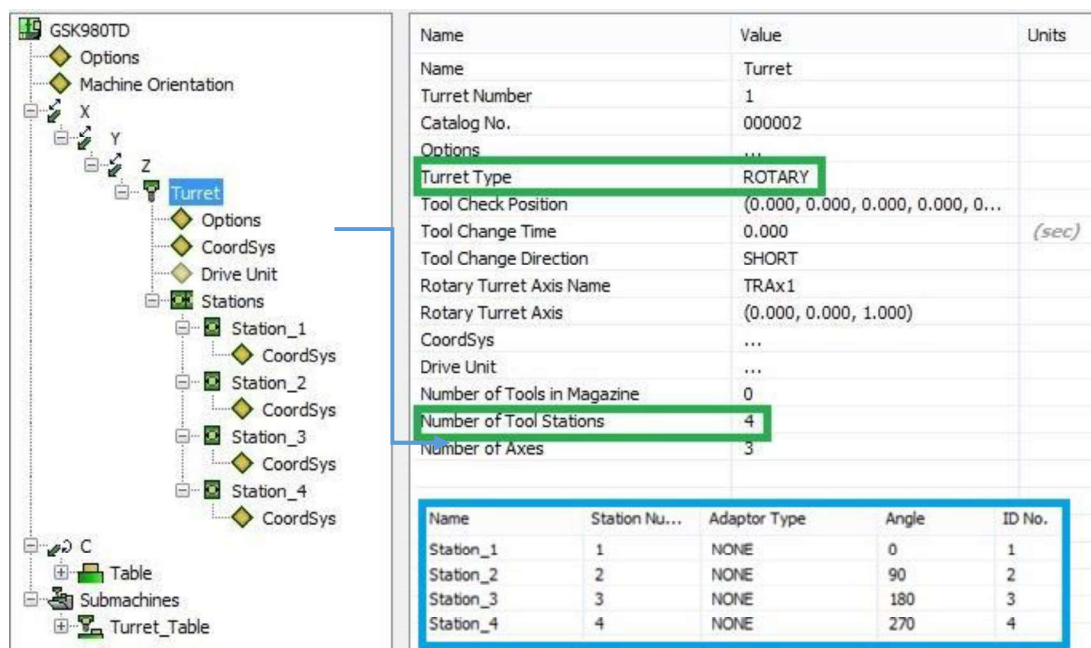 GSK980TD
Options
Machine Orientation
X
Y
Z
Turret
Options
CoordSys
Drive Unit
Stations
Station_1
CoordSys
Station_2
CoordSys
Station_3
CoordSys
Station_4
CoordSys
C
Table
Submachines
Turret_Table
Name Value Units
Name Turret
Turret Number 1
Catalog No. 000002
Options ...
Turret Type ROTARY
Tool Check Position (0.000, 0.000, 0.000, 0.000, 0...
Tool Change Time 0.000 (sec)
Tool Change Direction SHORT
Rotary Turret Axis Name TRAx1
Rotary Turret Axis (0.000, 0.000, 1.000)
CoordSys ...
Drive Unit ...
Number of Tools in Magazine 0
Number of Tool Stations 4
Number of Axes 3
Name Station Nu... Adaptor Type Angle ID No.
Station_1 1 NONE 0 1
Station_2 2 NONE 90 2
Station_3 3 NONE 180 3
Station_4 4 NONE 270 4